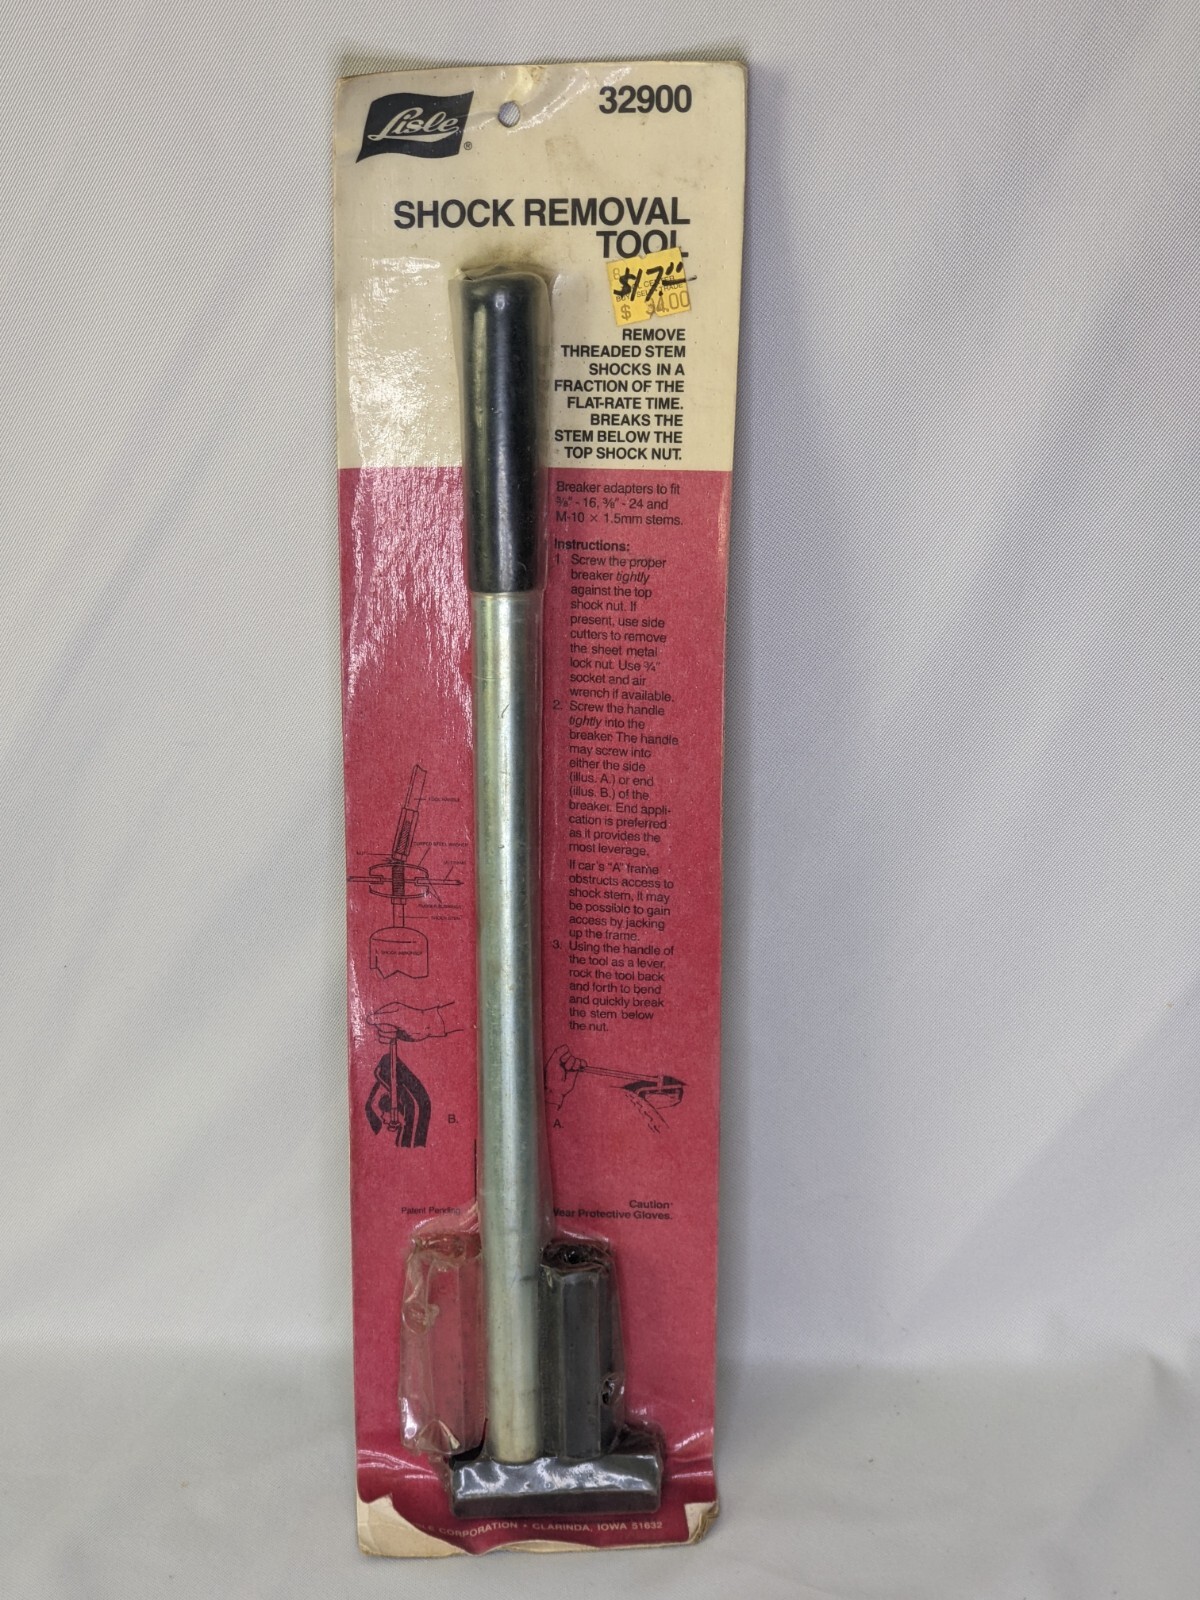 Lisle®
32900
SHOCK REMOVAL
TOOL
$17.00
$ 34.00
REMOVE
THREADED STEM
SHOCKS IN A
FRACTION OF THE
FLAT-RATE TIME.
BREAKS THE
STEM BELOW THE
TOP SHOCK NUT.
Breaker adapters to fit
⅜" - 16, ⅜" - 24 and
M-10 × 1.5mm stems.
Instructions:
1. Screw the proper
breaker tightly
against the top
shock nut. If
present, use side
cutters to remove
the sheet metal
lock nut. Use ¾"
socket and air
wrench if available.
2. Screw the handle
tightly into the
breaker. The handle
may screw into
either the side
(illus. A.) or end
(illus. B.) of the
breaker. End appli-
cation is preferred
as it provides the
most leverage.
If car's "A" frame
obstructs access to
shock stem, it may
be possible to gain
access by jacking
up the frame.
3. Using the handle of
the tool as a lever,
rock the tool back
and forth to bend
and quickly break
the stem below
the nut.
B.
A.
Patent Pending
Caution
Wear Protective Gloves.
CORPORATION • CLARINDA, IOWA 51632